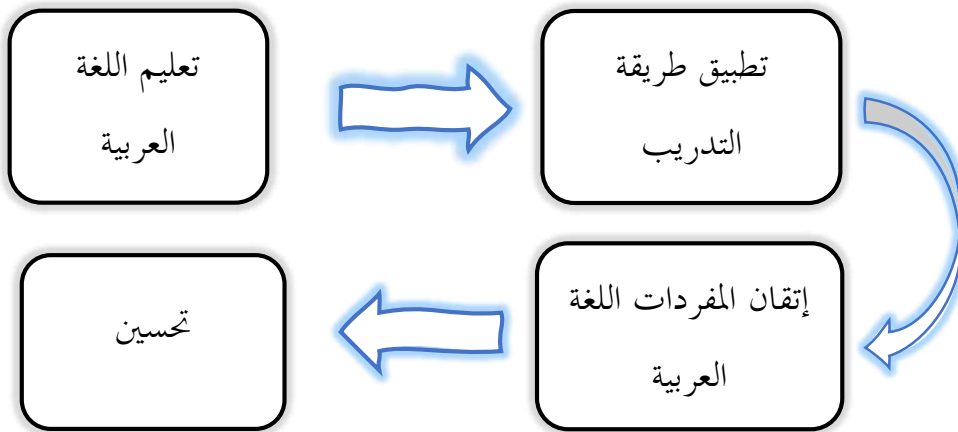 تعليم اللغة
العربية
تطبيق طريقة
التدريب
إتقان المفردات اللغة
العربية
تحسين